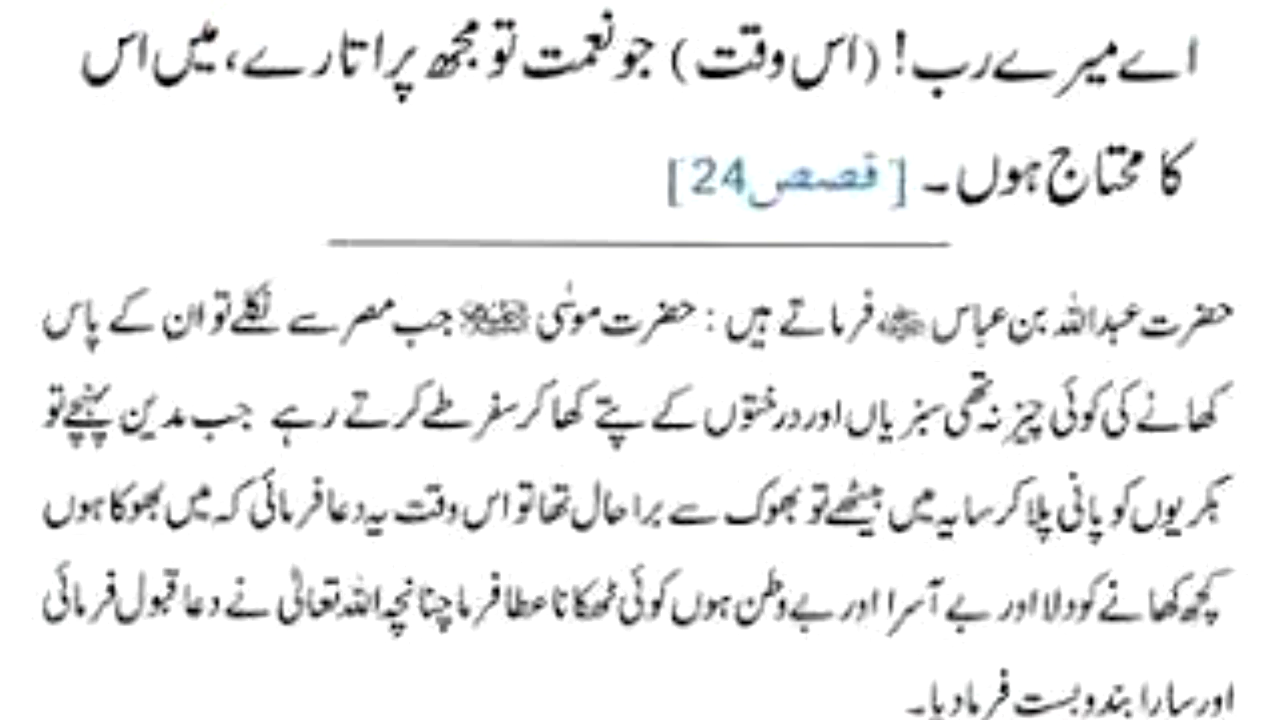 اے میرے رب! (اس وقت) جو نعمت تو مجھ پر اتارے، میں اس
کا محتاج ہوں۔ [قصص24]
حضرت عبداللہ بن عباس ؓ فرماتے ہیں : حضرت موسٰی جب مصر سے نکلے تو ان کے پاس
کھانے کی کوئی چیز نہ تھی سبزیاں اور درختوں کے پتے کھا کر سفر طے کرتے رہے جب مدین پہنچے تو
بکریوں کو پانی پلا کر سایہ میں بیٹھے تو بھوک سے برا حال تھا تو اس وقت یہ دعا فرمائی کہ میں بھوکا ہوں
کچھ کھانے کو دلا اور بے آسرا اور بے وطن ہوں کوئی ٹھکانا عطا فرما چنانچہ اللہ تعالٰی نے دعا قبول فرمائی
اور سارا بندوبست فرما دیا۔